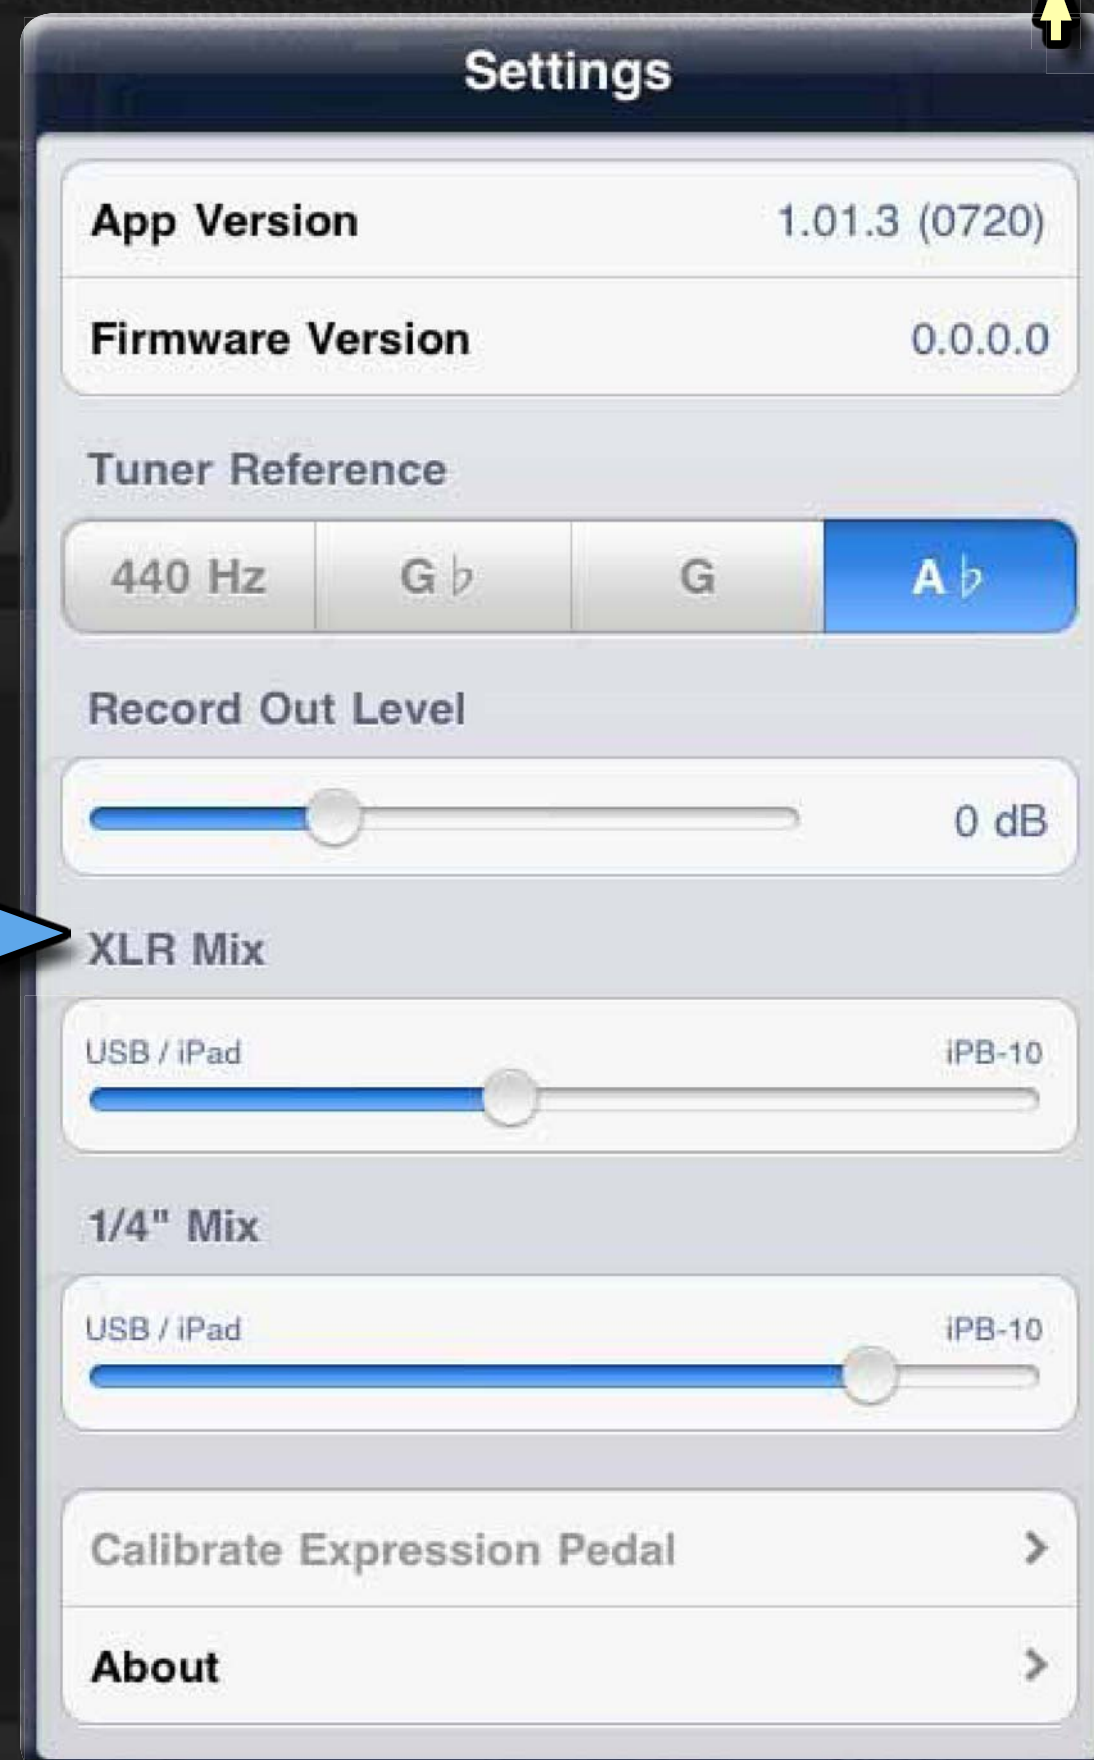 Settings
App Version 1.01.3 (0720)
Firmware Version 0.0.0.0
Tuner Reference
440 Hz G♭ G A♭
Record Out Level
0 dB
XLR Mix
USB / iPad iPB-10
1/4" Mix
USB / iPad iPB-10
Calibrate Expression Pedal
About